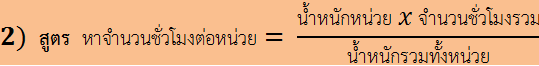 น้ำหนักหน่วย x จำนวนชั่วโมงรวม
2) สูตร หาจำนวนชั่วโมงต่อหน่วย =
น้ำหนักรวมทั้งหน่วย